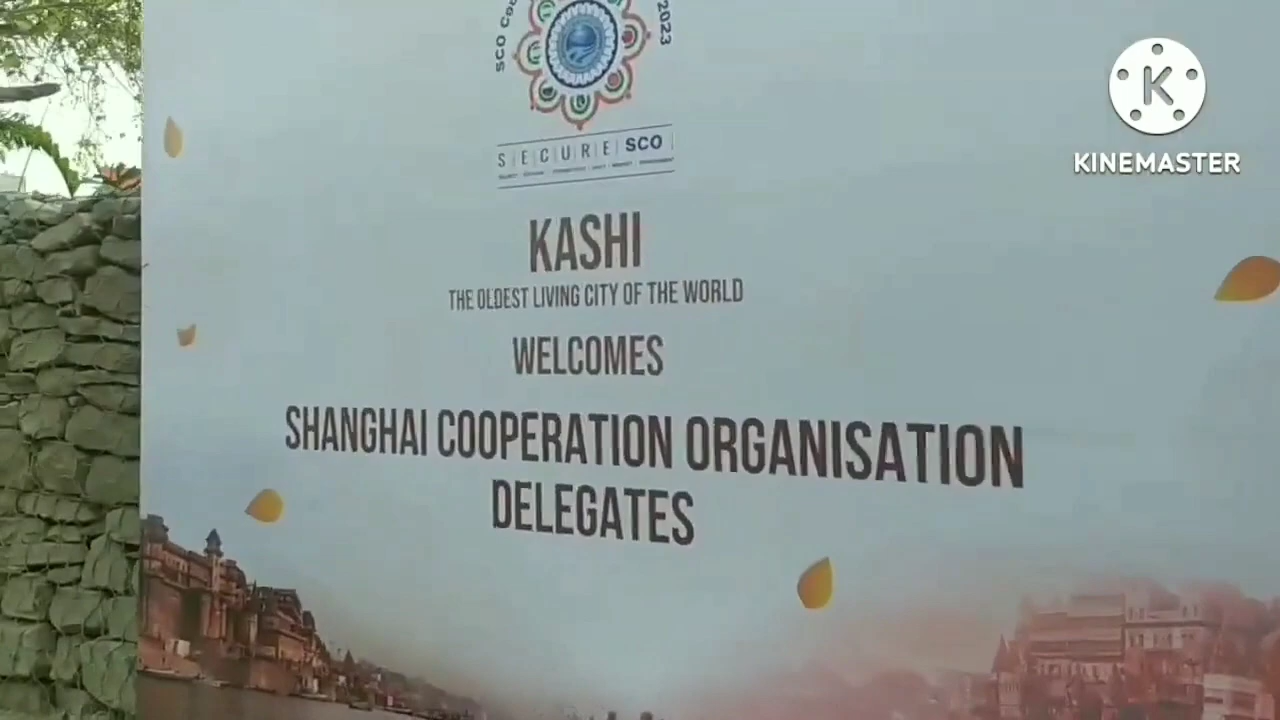 SCO
2023
SECURE SCO
KASHI
THE OLDEST LIVING CITY OF THE WORLD
WELCOMES
SHANGHAI COOPERATION ORGANISATION
DELEGATES
K
KINEMASTER